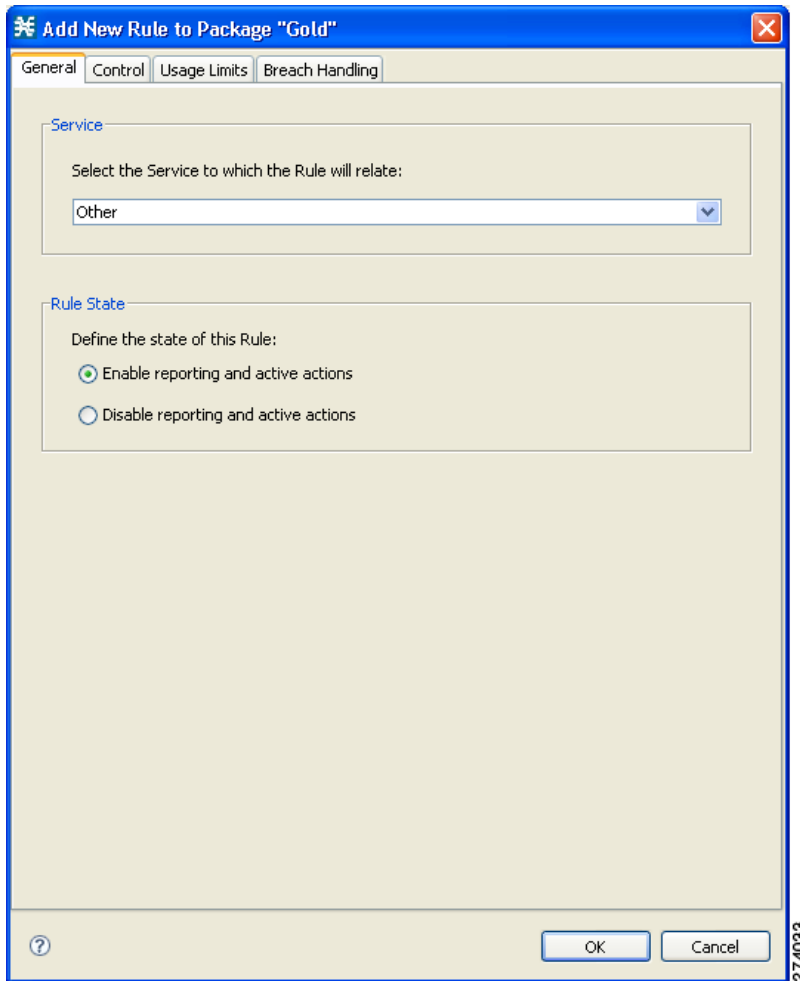 Add New Rule to Package "Gold"
General Control Usage Limits Breach Handling
Service
Select the Service to which the Rule will relate:
Other
Rule State
Define the state of this Rule:
Enable reporting and active actions
Disable reporting and active actions
?
OK Cancel
274033